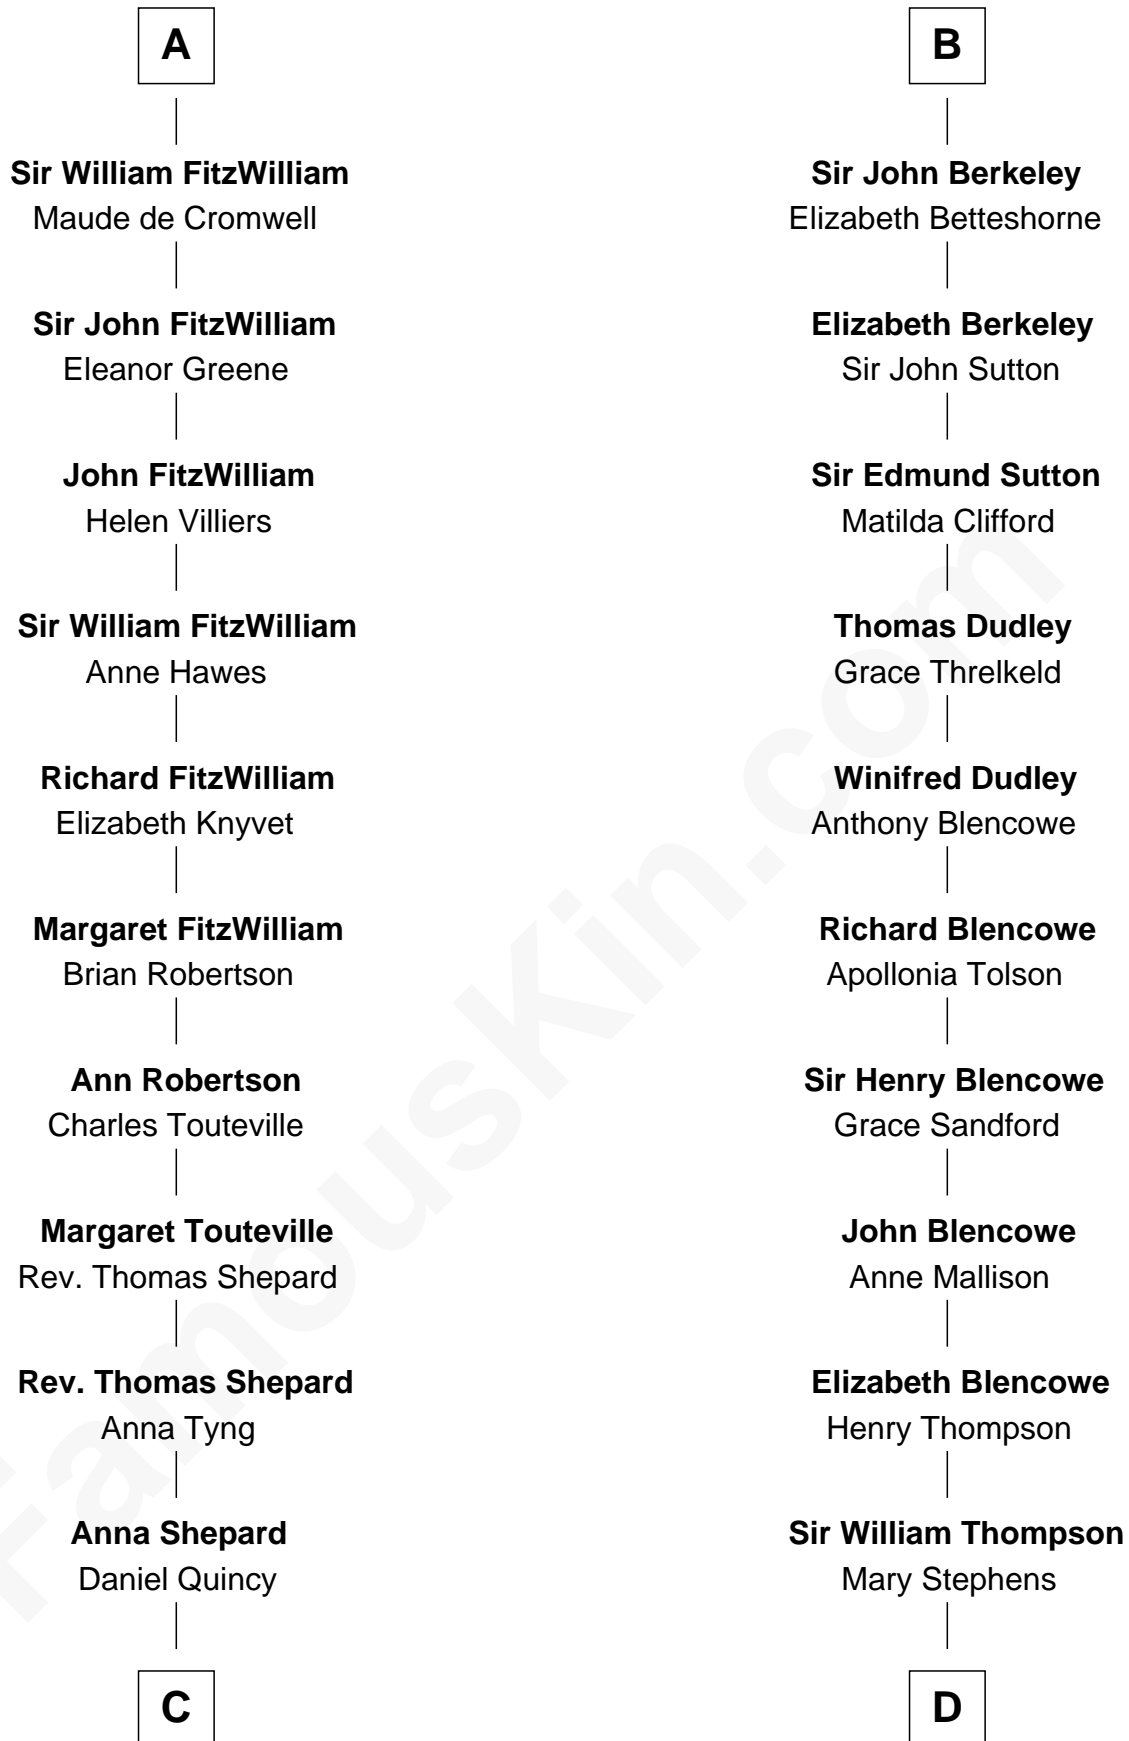 A
Sir William FitzWilliam
Maude de Cromwell
Sir John FitzWilliam
Eleanor Greene
John FitzWilliam
Helen Villiers
Sir William FitzWilliam
Anne Hawes
Richard FitzWilliam
Elizabeth Knyvet
Margaret FitzWilliam
Brian Robertson
Ann Robertson
Charles Touteville
Margaret Touteville
Rev. Thomas Shepard
Rev. Thomas Shepard
Anna Tyng
Anna Shepard
Daniel Quincy
C
B
Sir John Berkeley
Elizabeth Betteshorne
Elizabeth Berkeley
Sir John Sutton
Sir Edmund Sutton
Matilda Clifford
Thomas Dudley
Grace Threlkeld
Winifred Dudley
Anthony Blencowe
Richard Blencowe
Apollonia Tolson
Sir Henry Blencowe
Grace Sandford
John Blencowe
Anne Mallison
Elizabeth Blencowe
Henry Thompson
Sir William Thompson
Mary Stephens
D
FamousKin.com